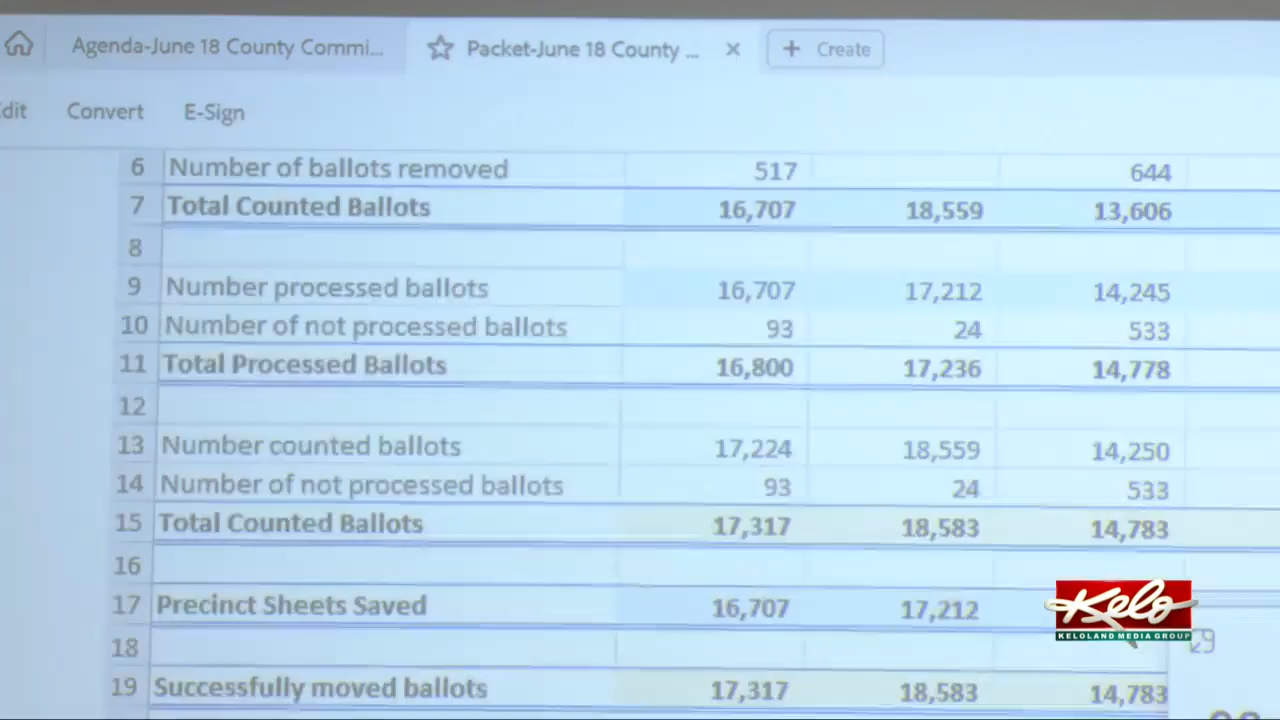 Agenda-June 18 County Commi...
Packet-June 18 County ... × + Create
dit Convert E-Sign
6 Number of ballots removed 517 644
7 Total Counted Ballots 16,707 18,559 13,606
8
9 Number processed ballots 16,707 17,212 14,245
10 Number of not processed ballots 93 24 533
11 Total Processed Ballots 16,800 17,236 14,778
12
13 Number counted ballots 17,224 18,559 14,250
14 Number of not processed ballots 93 24 533
15 Total Counted Ballots 17,317 18,583 14,783
16
17 Precinct Sheets Saved 16,707 17,212
Kelo
KELOLAND MEDIA GROUP
18
19 Successfully moved ballots 17,317 18,583 14,783